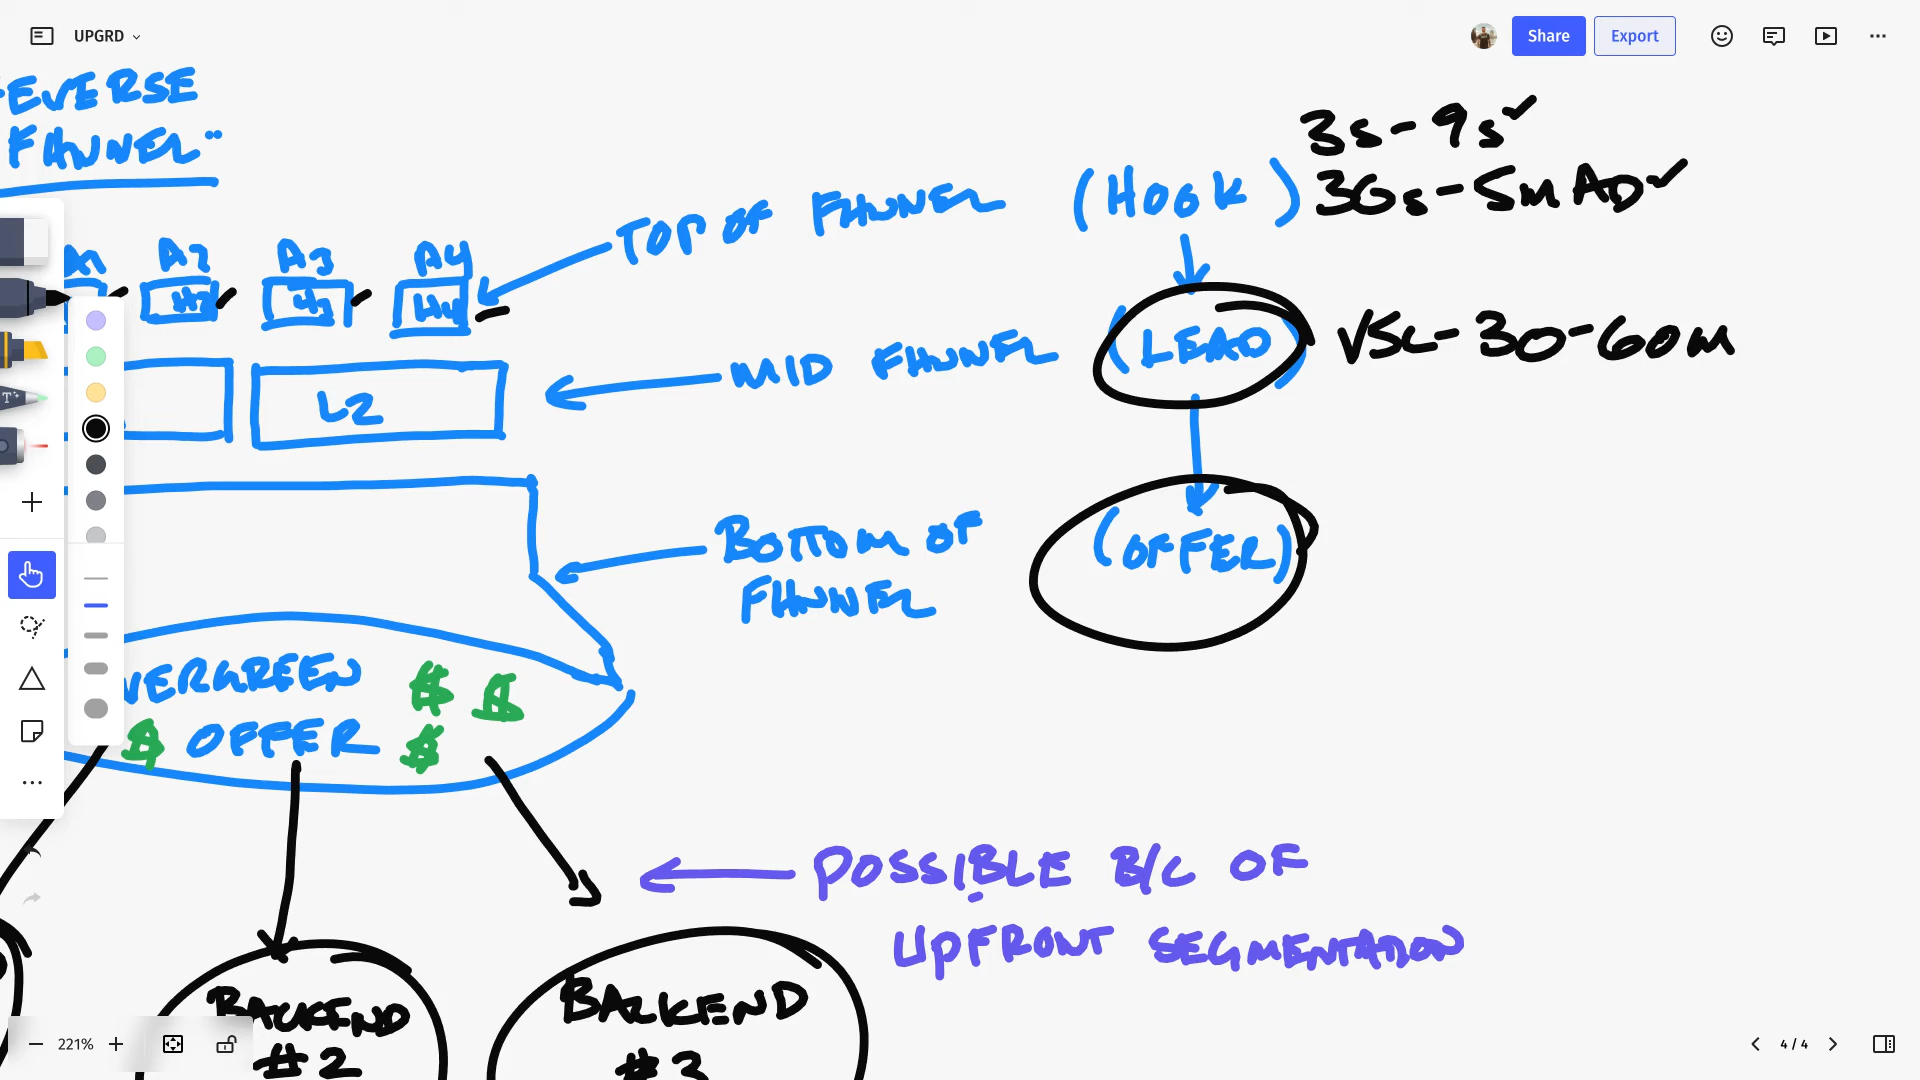 UPGRD
Share
Export
EVERSE
FUNNEL"
3s-9s
30s-5m AD
TOP OF FUNNEL
(HOOK)
A1 A2 A3 A4
H2 H3 H4
MID FUNNEL
(LEAD)
VSL-30-60m
L2
BOTTOM OF
FUNNEL
(OFFER)
VERGREEN
OFFER
$ $ $ $
POSSIBLE B/C OF
UPFRONT SEGMENTATION
BACKEND
#2
BACKEND
#3
221%
4 / 4